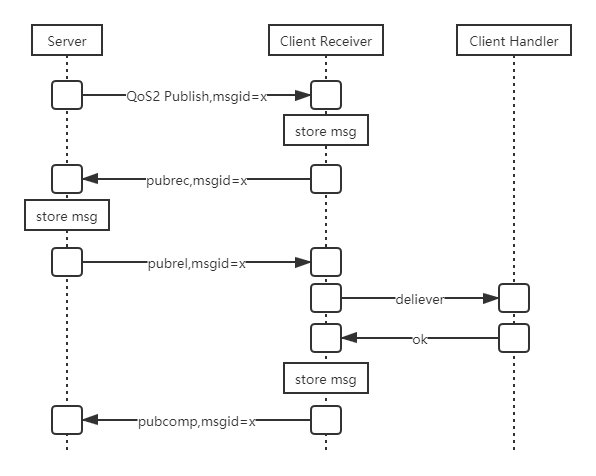 Server
Client Receiver
Client Handler
QoS2 Publish,msgid=x
store msg
pubrec,msgid=x
store msg
pubrel,msgid=x
deliever
ok
store msg
pubcomp,msgid=x